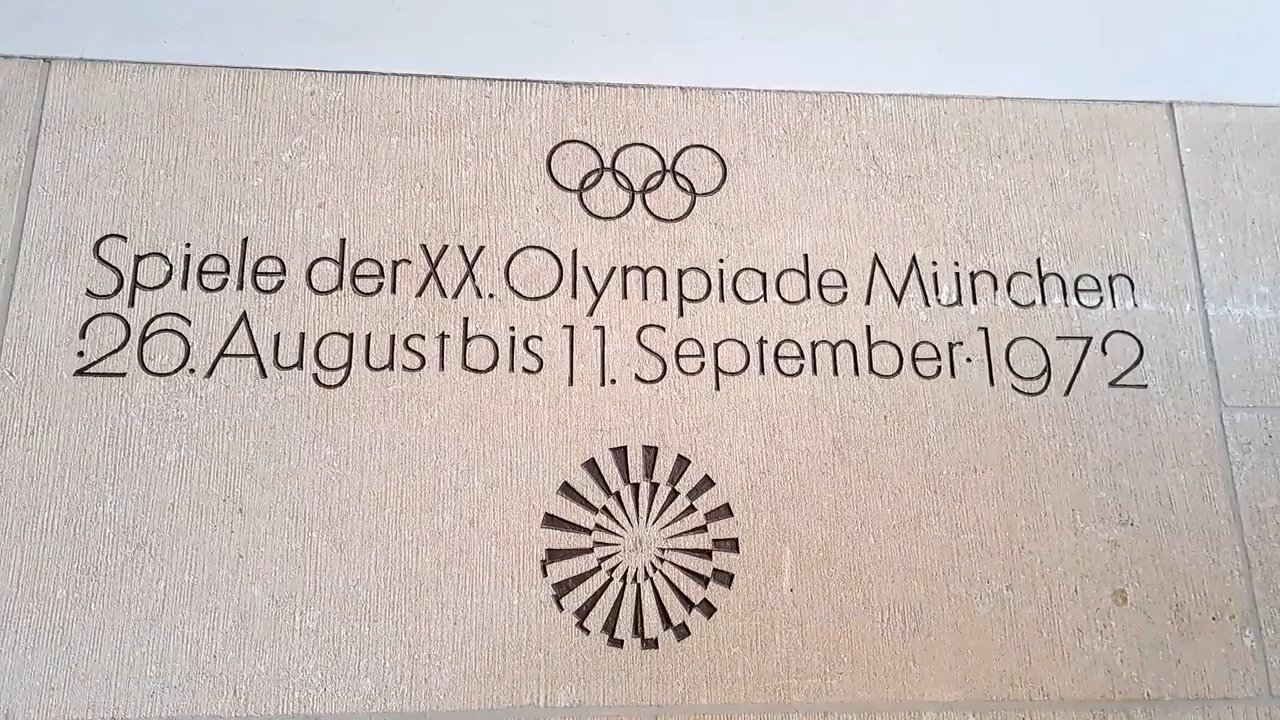 Spiele der XX. Olympiade München
26. August bis 11. September · 1972